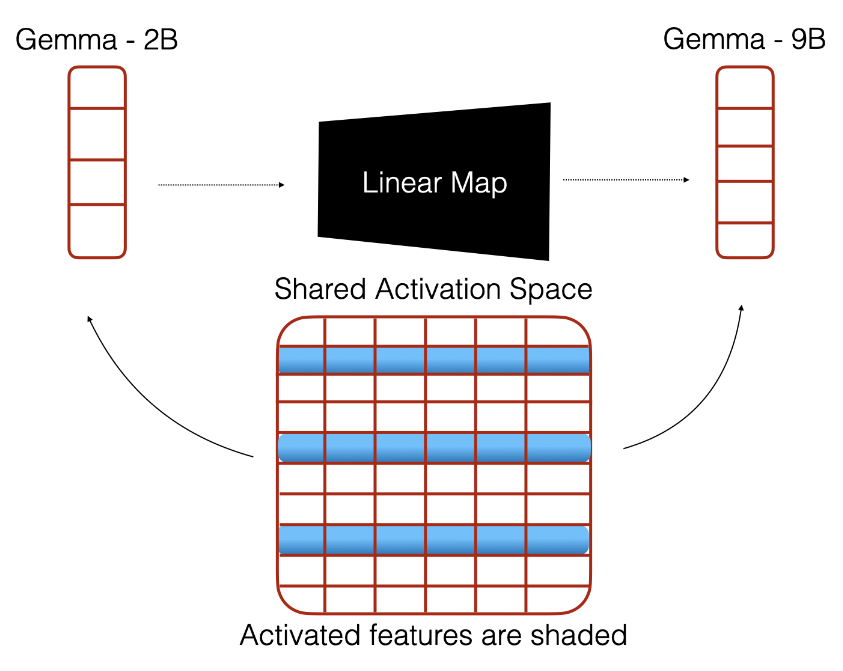 Gemma - 2B
Gemma - 9B
Linear Map
Shared Activation Space
Activated features are shaded